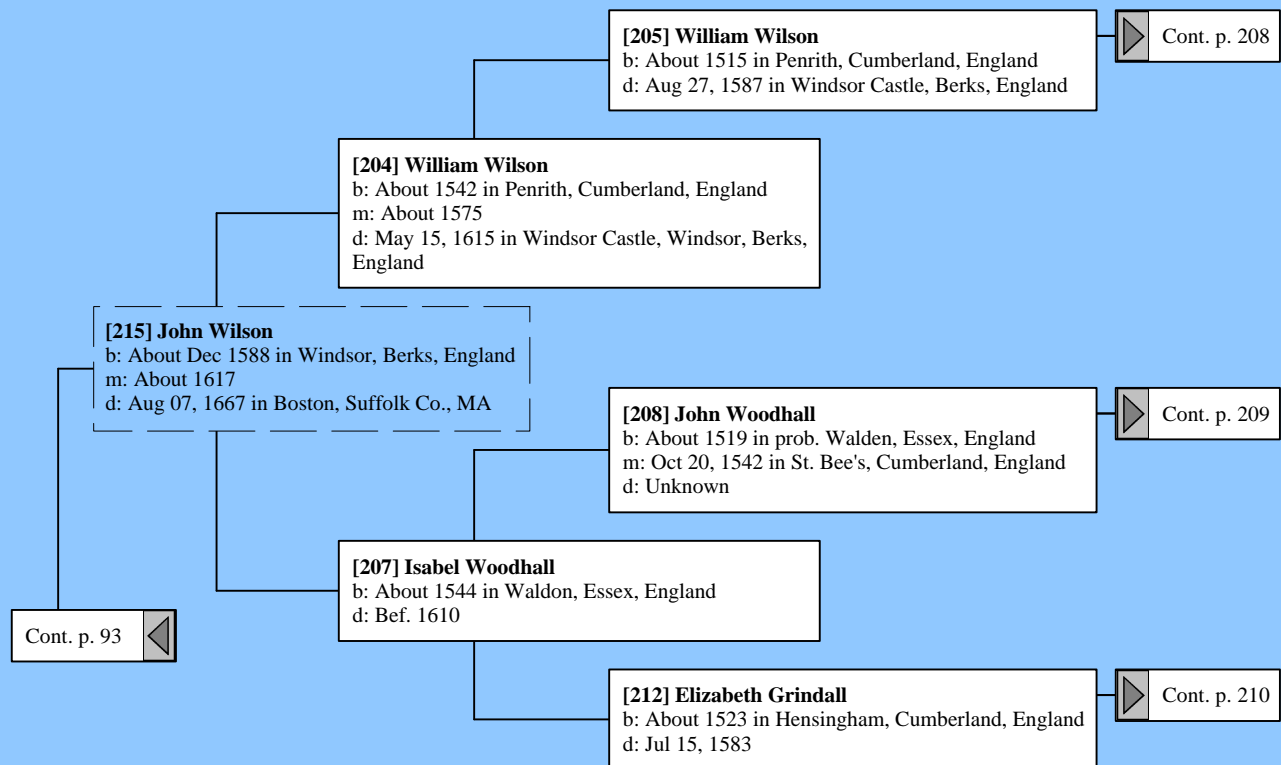 [205] William Wilson
b: About 1515 in Penrith, Cumberland, England
d: Aug 27, 1587 in Windsor Castle, Berks, England
Cont. p. 208
[204] William Wilson
b: About 1542 in Penrith, Cumberland, England
m: About 1575
d: May 15, 1615 in Windsor Castle, Windsor, Berks,
England
[215] John Wilson
b: About Dec 1588 in Windsor, Berks, England
m: About 1617
d: Aug 07, 1667 in Boston, Suffolk Co., MA
[208] John Woodhall
b: About 1519 in prob. Walden, Essex, England
m: Oct 20, 1542 in St. Bee's, Cumberland, England
d: Unknown
Cont. p. 209
[207] Isabel Woodhall
b: About 1544 in Waldon, Essex, England
d: Bef. 1610
Cont. p. 93
[212] Elizabeth Grindall
b: About 1523 in Hensingham, Cumberland, England
d: Jul 15, 1583
Cont. p. 210